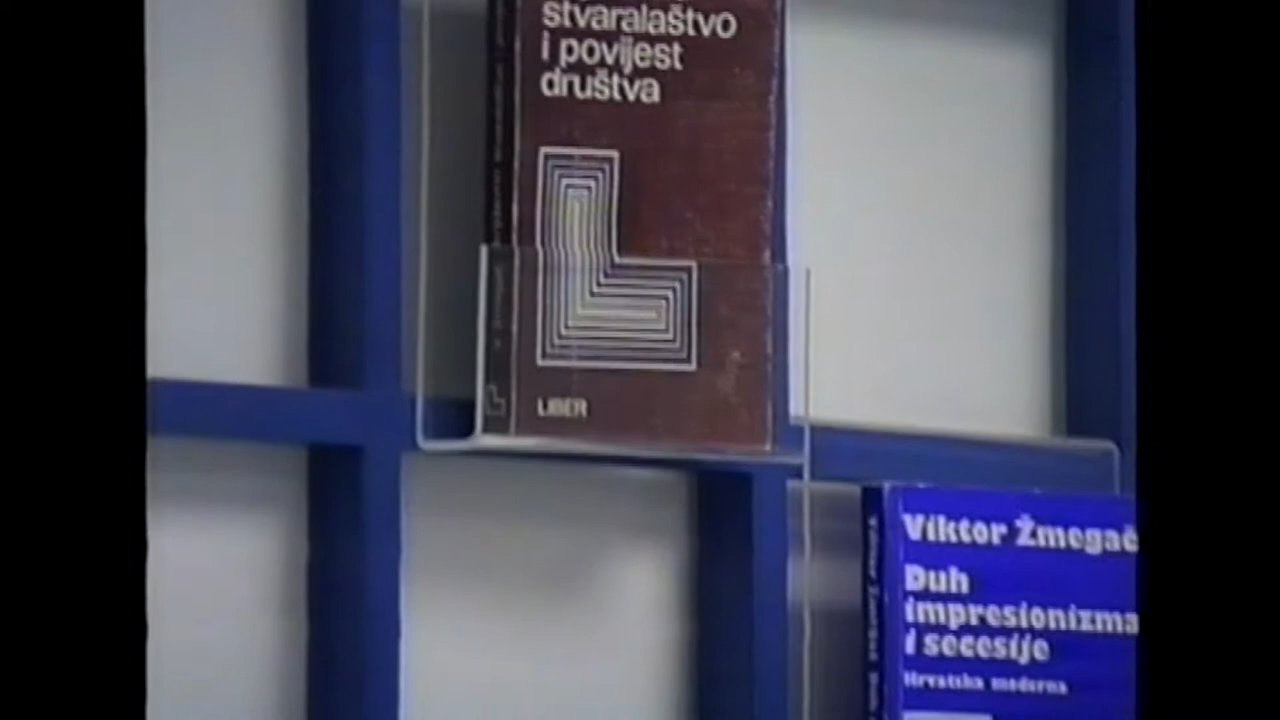 stvaralaštvo
i povijest
društva
LIBER
Viktor Žmegač
Duh
impresionizma
i secesije
Hrvatska moderna